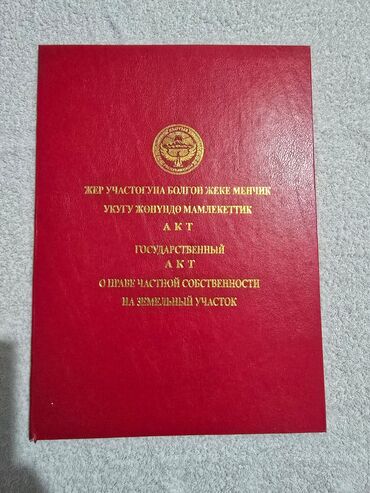 ЖЕР УЧАСТОГУНА БОЛГОН ЖЕКЕ МЕНЧИК
УКУГУ ЖӨНҮНДӨ МАМЛЕКЕТТИК
АКТ
ГОСУДАРСТВЕННЫЙ
АКТ
О ПРАВЕ ЧАСТНОЙ СОБСТВЕННОСТИ
НА ЗЕМЕЛЬНЫЙ УЧАСТОК